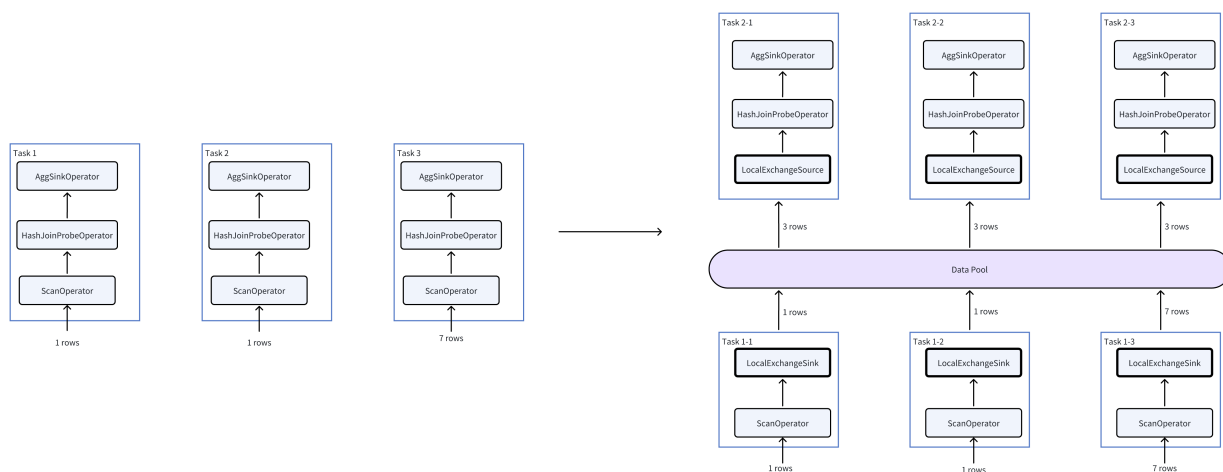 Task 1
AggSinkOperator
HashJoinProbeOperator
ScanOperator
1 rows
Task 2
AggSinkOperator
HashJoinProbeOperator
ScanOperator
1 rows
Task 3
AggSinkOperator
HashJoinProbeOperator
ScanOperator
7 rows
Task 2-1
AggSinkOperator
HashJoinProbeOperator
LocalExchangeSource
3 rows
Task 2-2
AggSinkOperator
HashJoinProbeOperator
LocalExchangeSource
3 rows
Task 2-3
AggSinkOperator
HashJoinProbeOperator
LocalExchangeSource
3 rows
Data Pool
1 rows
1 rows
7 rows
Task 1-1
LocalExchangeSink
ScanOperator
1 rows
Task 1-2
LocalExchangeSink
ScanOperator
1 rows
Task 1-3
LocalExchangeSink
ScanOperator
7 rows